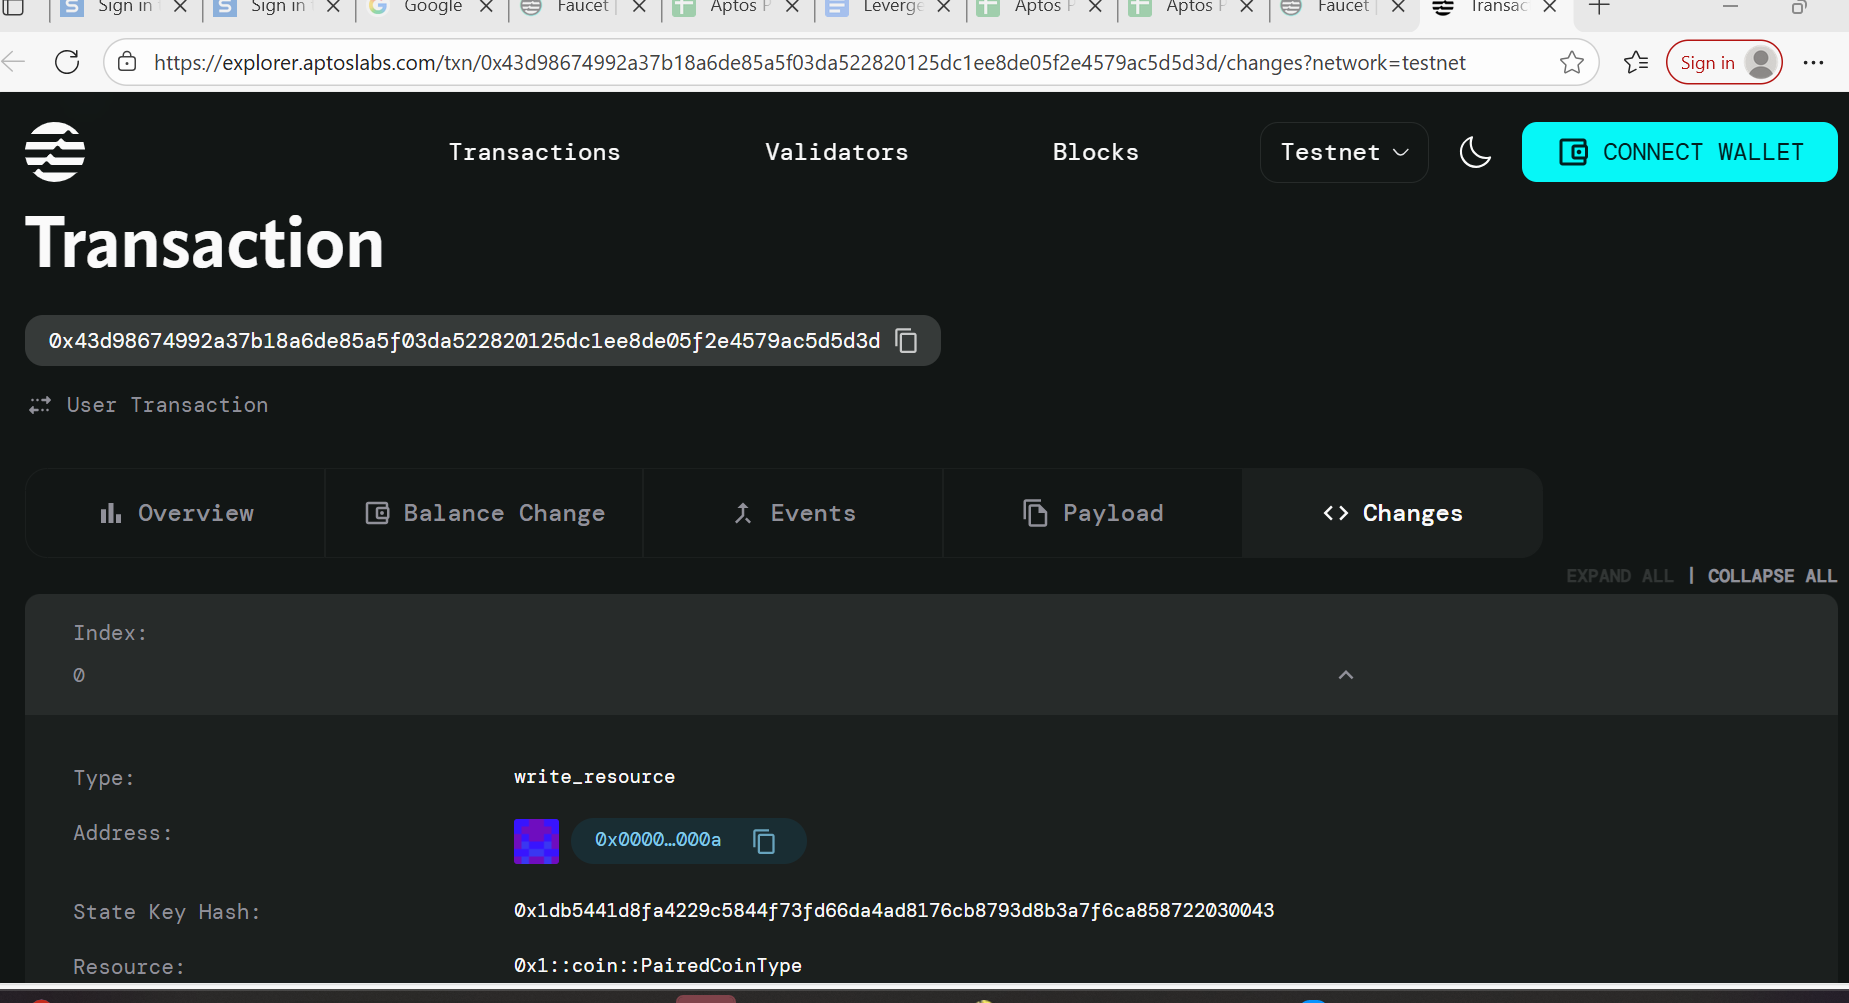 Sign in
Sign in
Google
Faucet
Aptos P
Leverge
Aptos P
Aptos P
Faucet
Transac
https://explorer.aptoslabs.com/txn/0x43d98674992a37b18a6de85a5f03da522820125dc1ee8de05f2e4579ac5d5d3d/changes?network=testnet
Sign in
Transactions
Validators
Blocks
Testnet
CONNECT WALLET
Transaction
0x43d98674992a37b18a6de85a5f03da522820125dc1ee8de05f2e4579ac5d5d3d
User Transaction
Overview
Balance Change
Events
Payload
Changes
EXPAND ALL | COLLAPSE ALL
Index:
0
Type:
write_resource
Address:
0x0000…000a
State Key Hash:
0x1db5441d8fa4229c5844f73fd66da4ad8176cb8793d8b3a7f6ca858722030043
Resource:
0x1::coin::PairedCoinType